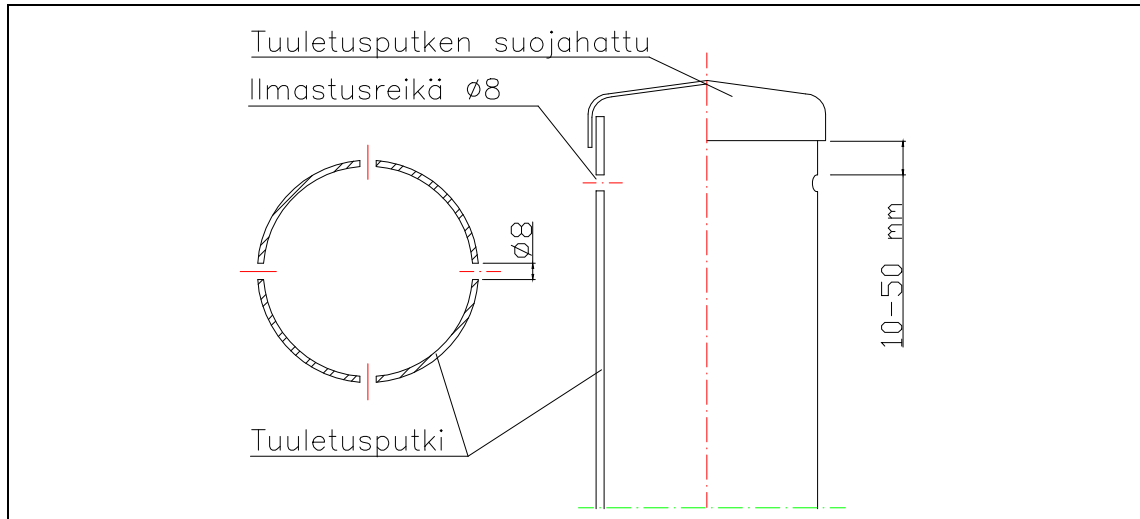 Tuuletusputken suojahattu
Ilmastusreikä Ø8
Ø8
10-50 mm
Tuuletusputki